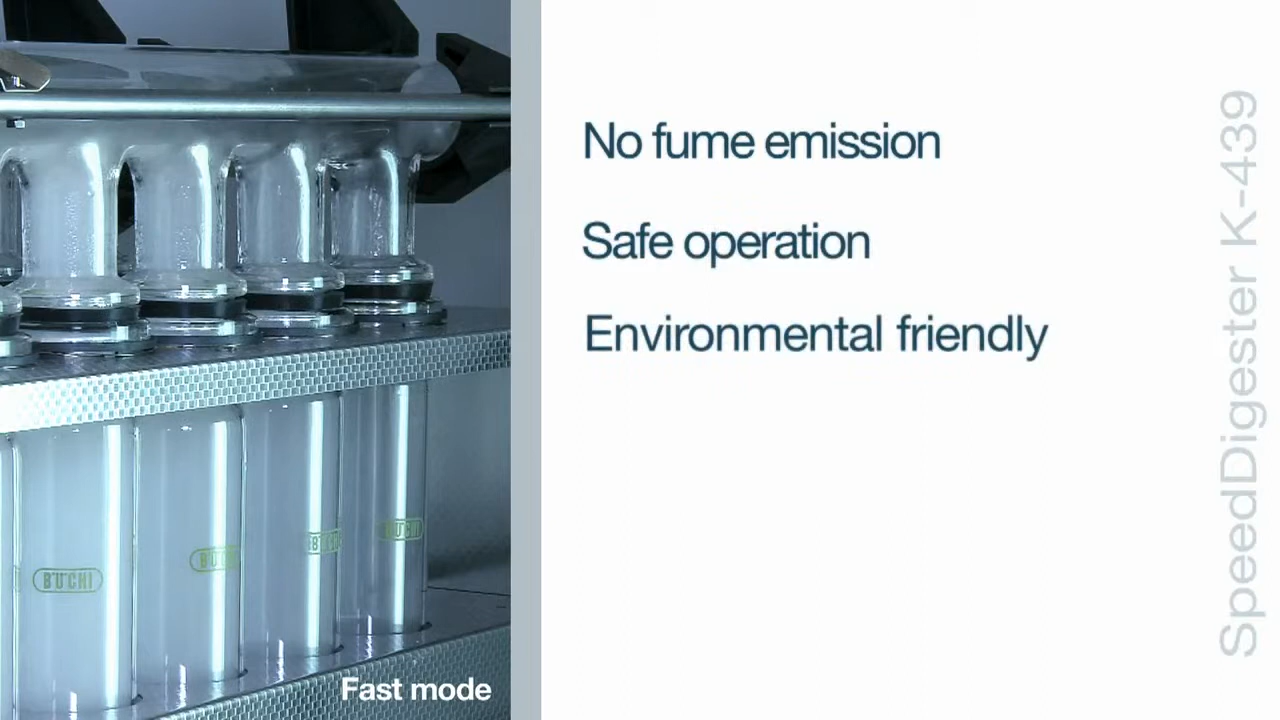 No fume emission
Safe operation
Environmental friendly
SpeedDigester K-439
BÜCHI
BÜCHI
BÜCHI
BÜCHI
Fast mode